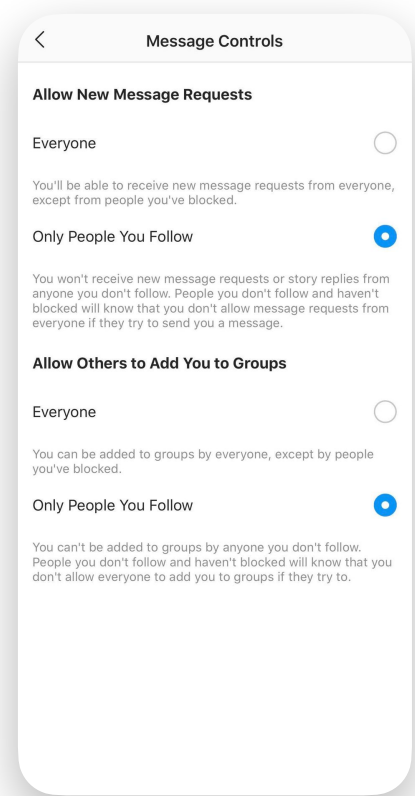 Message Controls
Allow New Message Requests
Everyone
You'll be able to receive new message requests from everyone,
except from people you've blocked.
Only People You Follow
You won't receive new message requests or story replies from
anyone you don't follow. People you don't follow and haven't
blocked will know that you don't allow message requests from
everyone if they try to send you a message.
Allow Others to Add You to Groups
Everyone
You can be added to groups by everyone, except by people
you've blocked.
Only People You Follow
You can't be added to groups by anyone you don't follow.
People you don't follow and haven't blocked will know that you
don't allow everyone to add you to groups if they try to.